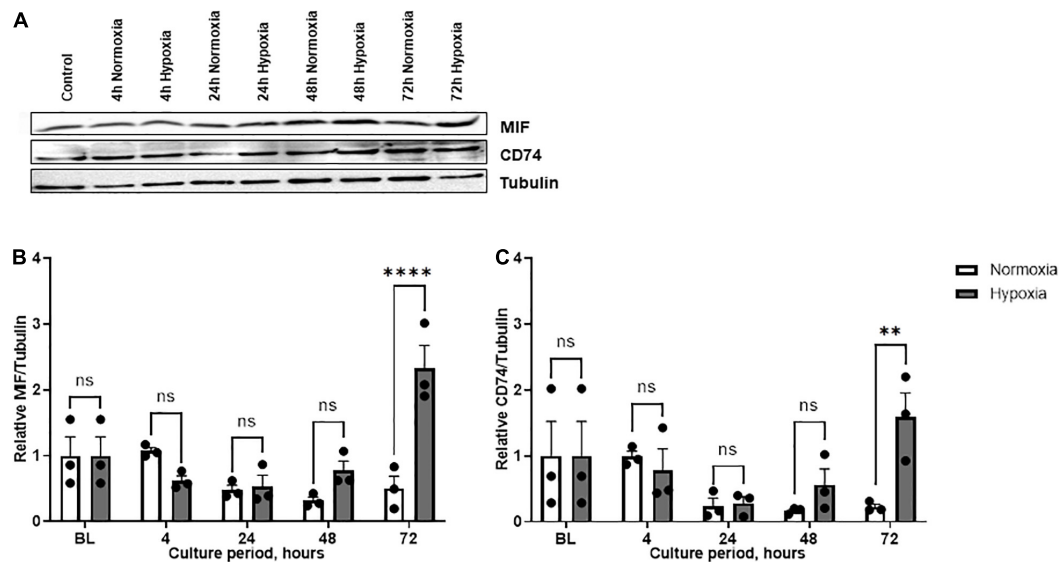 A
Control
4h Normoxia
4h Hypoxia
24h Normoxia
24h Hypoxia
48h Normoxia
48h Hypoxia
72h Normoxia
72h Hypoxia
MIF
CD74
Tubulin
B
Relative MIF/Tubulin
4
3
2
1
0
ns
ns
ns
ns
****
BL
4
24
48
72
Culture period, hours
C
Relative CD74/Tubulin
4
3
2
1
0
ns
ns
ns
ns
**
BL
4
24
48
72
Culture period, hours
Normoxia
Hypoxia